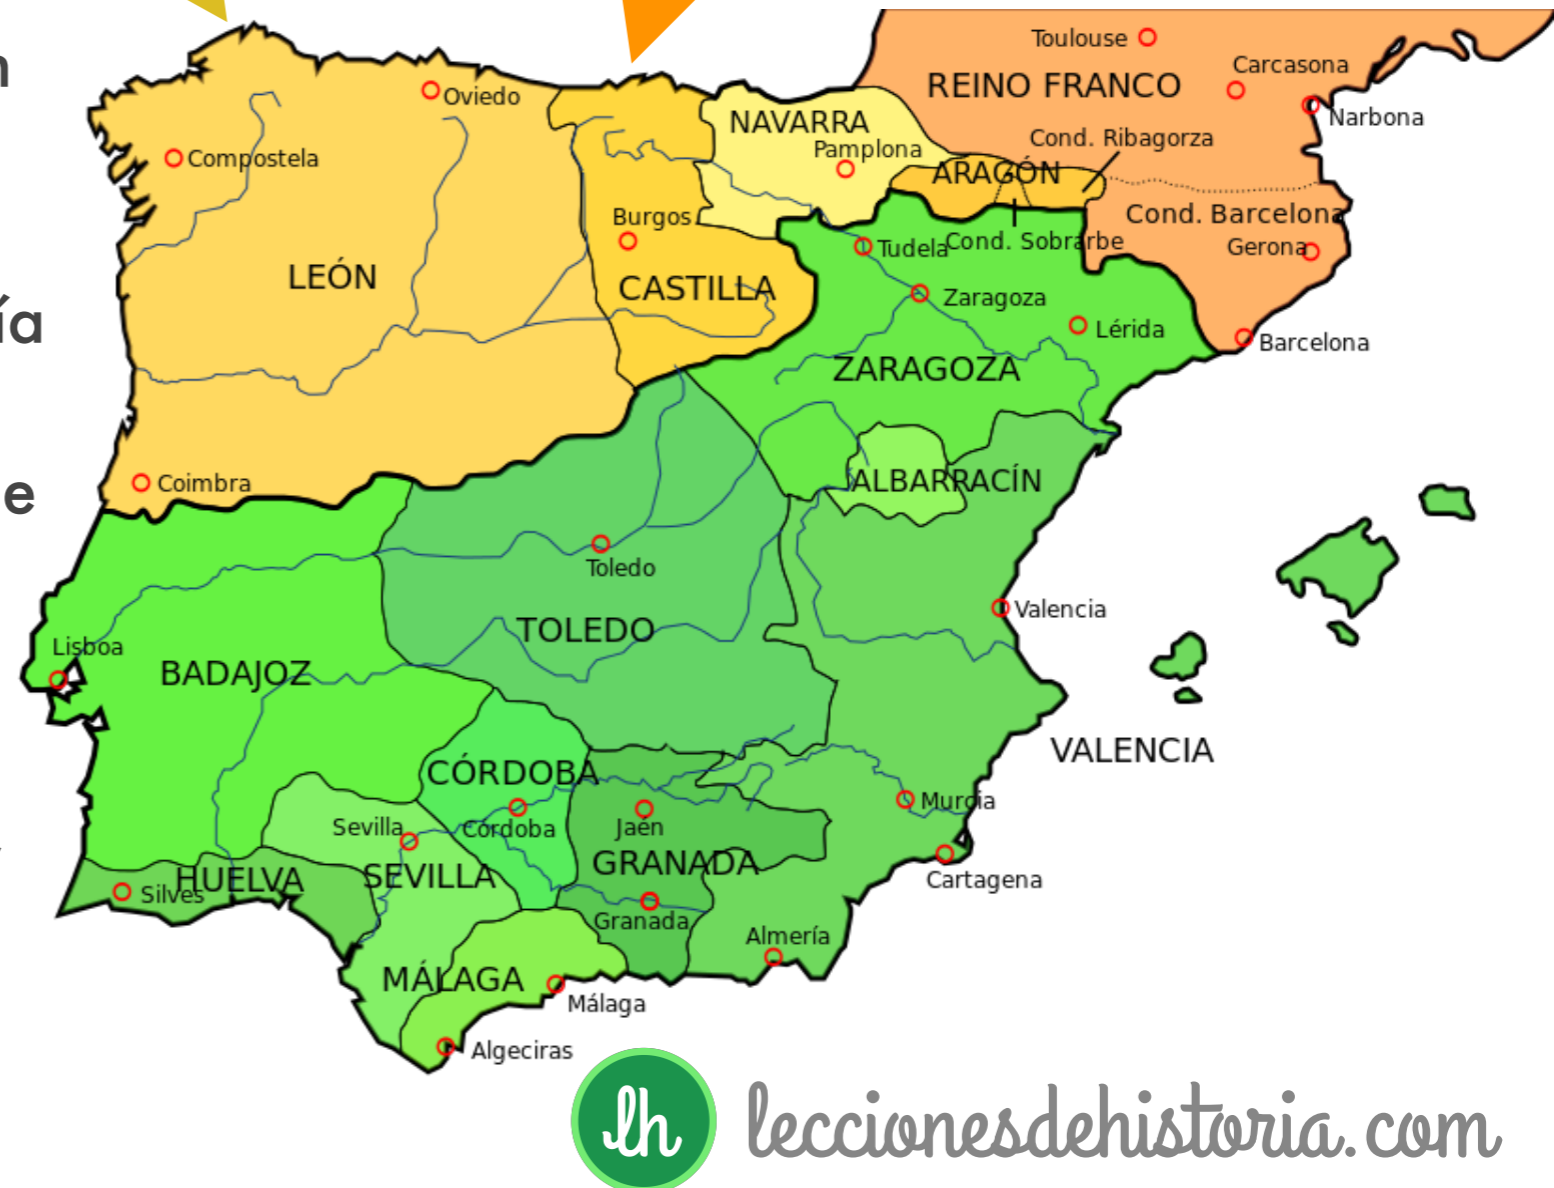 n
ía
e
Toulouse
Carcasona
REINO FRANCO
Oviedo
Narbona
NAVARRA
Cond. Ribagorza
Pamplona
Compostela
ARAGÓN
Burgos
Cond. Barcelona
Tudela
Cond. Sobrarbe
Gerona
LEÓN
CASTILLA
Zaragoza
Lérida
Barcelona
ZARAGOZA
Coimbra
ALBARRACÍN
Toledo
Valencia
TOLEDO
Lisboa
BADAJOZ
VALENCIA
CÓRDOBA
Murcia
Sevilla
Córdoba
Jaén
GRANADA
SEVILLA
HUELVA
Silves
Cartagena
Granada
Almería
MÁLAGA
Málaga
Algeciras
lh leccionesdehistoria.com